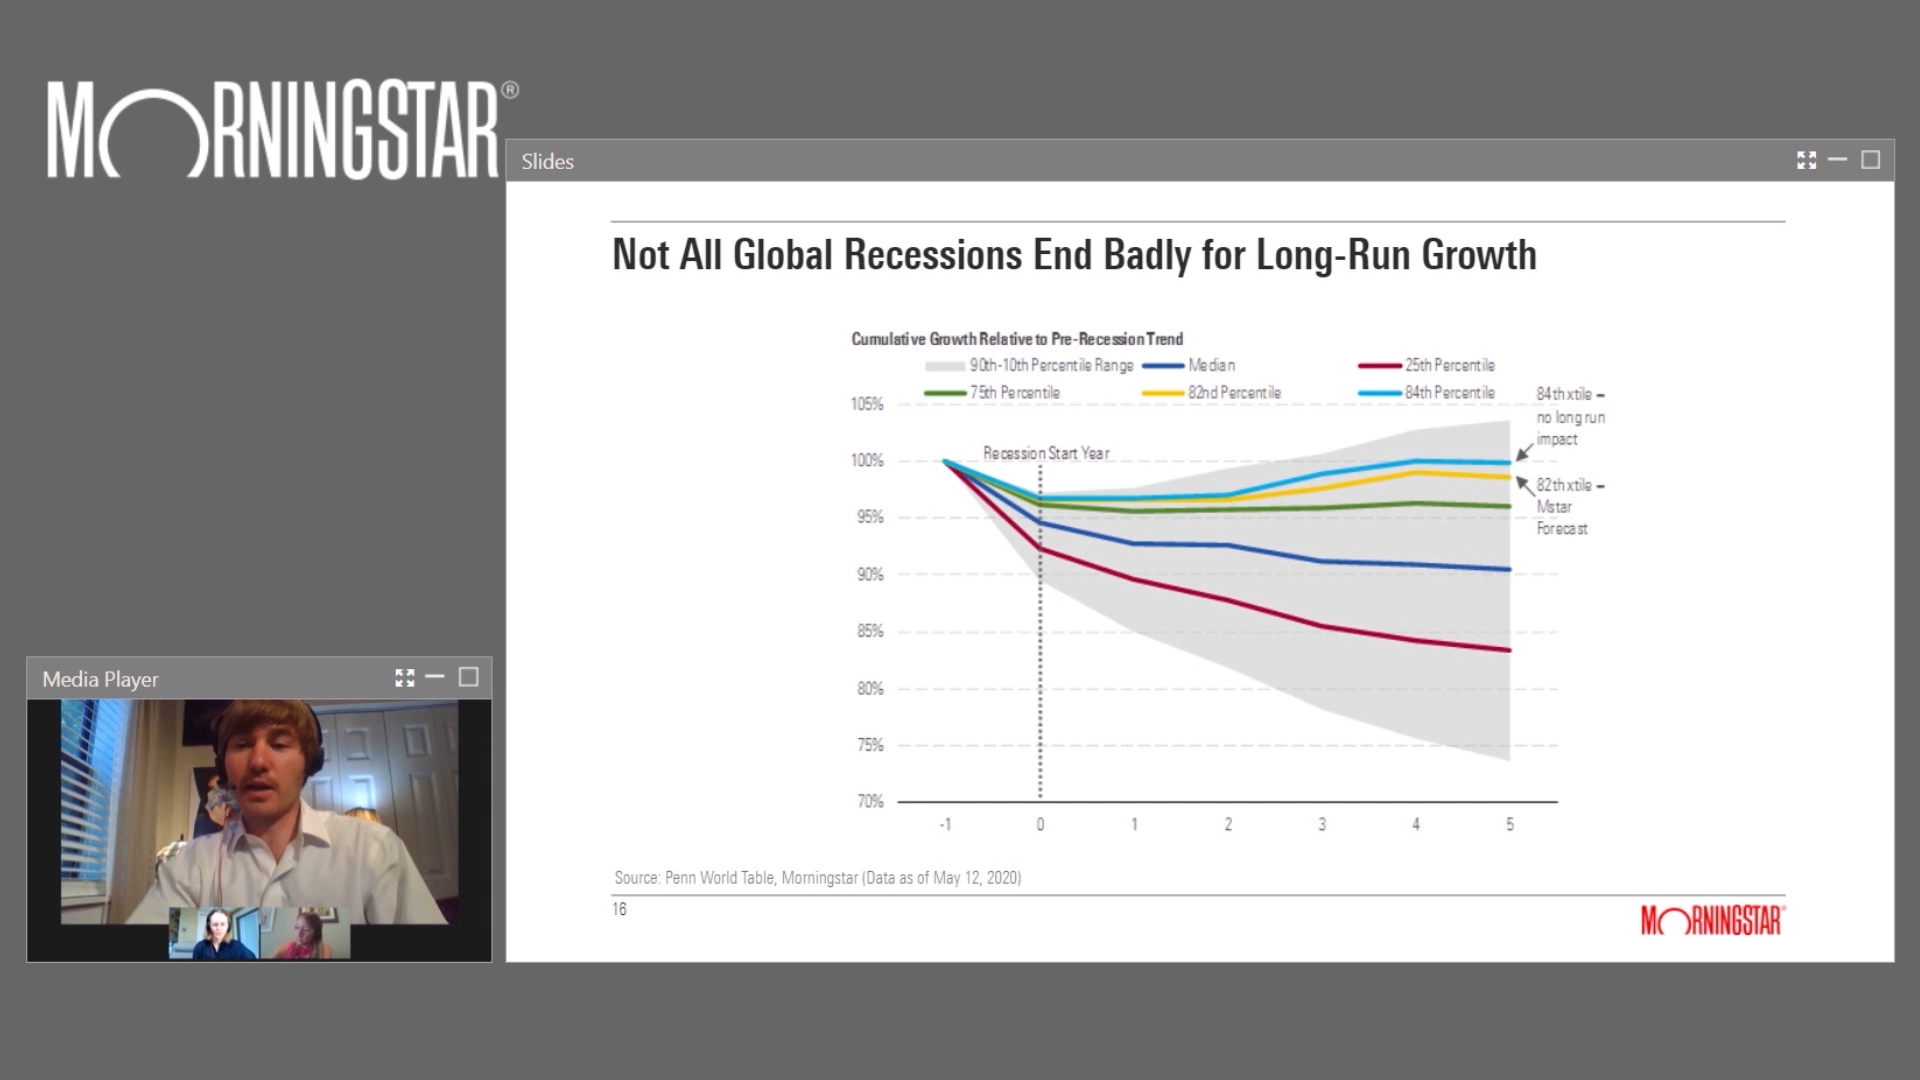 MORNINGSTAR®
Slides
Not All Global Recessions End Badly for Long-Run Growth
Cumulative Growth Relative to Pre-Recession Trend
90th-10th Percentile Range Median 25th Percentile
75th Percentile 82nd Percentile 84th Percentile
84th xtile –
no long run
impact
82th xtile –
Mstar
Forecast
Recession Start Year
105%
100%
95%
90%
85%
80%
75%
70%
-1 0 1 2 3 4 5
Source: Penn World Table, Morningstar (Data as of May 12, 2020)
16
MORNINGSTAR®
Media Player